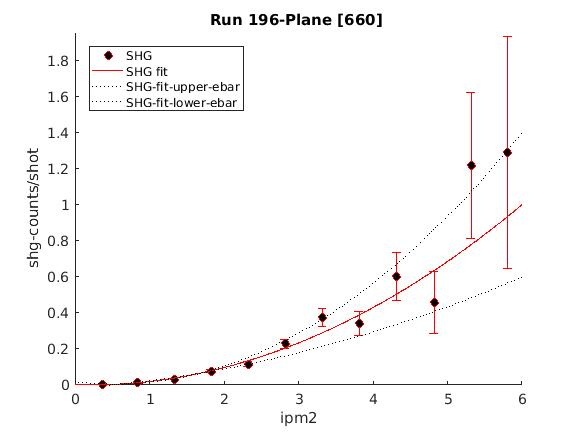 Run 196-Plane [660]
SHG
SHG fit
SHG-fit-upper-ebar
SHG-fit-lower-ebar
shg-counts/shot
1.8
1.6
1.4
1.2
1
0.8
0.6
0.4
0.2
0
0 1 2 3 4 5 6
ipm2